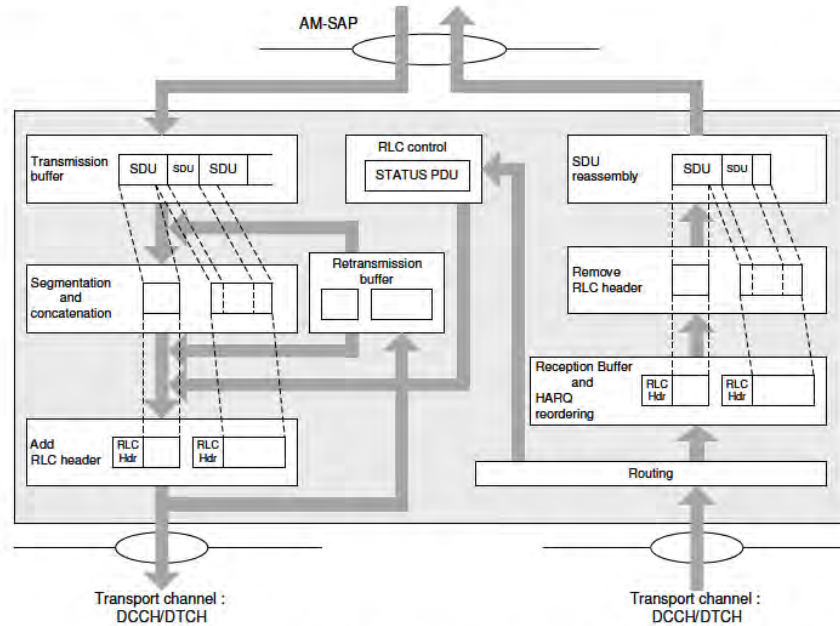 AM-SAP
Transmission
buffer
SDU SDU SDU
RLC control
STATUS PDU
SDU
reassembly
SDU SDU
Segmentation
and
concatenation
Retransmission
buffer
Remove
RLC header
Reception Buffer
and
HARQ
reordering
RLC
Hdr
RLC
Hdr
Add
RLC header
RLC
Hdr
RLC
Hdr
Routing
Transport channel :
DCCH/DTCH
Transport channel :
DCCH/DTCH